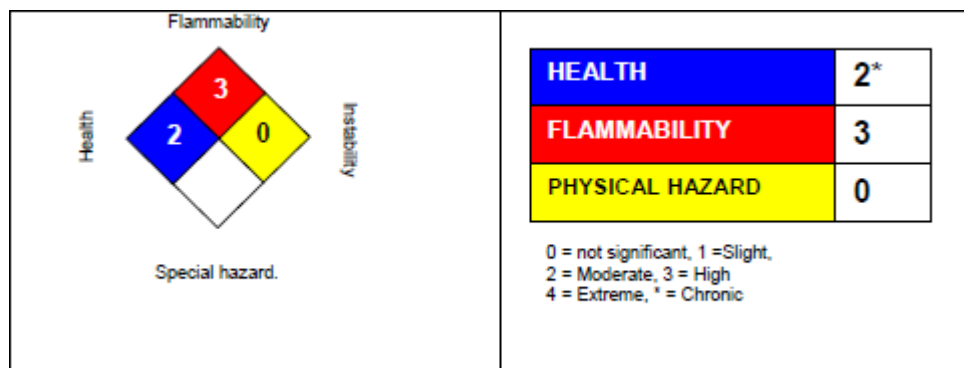 Flammability
3
Health
2
0
Instability
Special hazard.
HEALTH 2*
FLAMMABILITY 3
PHYSICAL HAZARD 0
0 = not significant, 1 =Slight,
2 = Moderate, 3 = High
4 = Extreme, * = Chronic